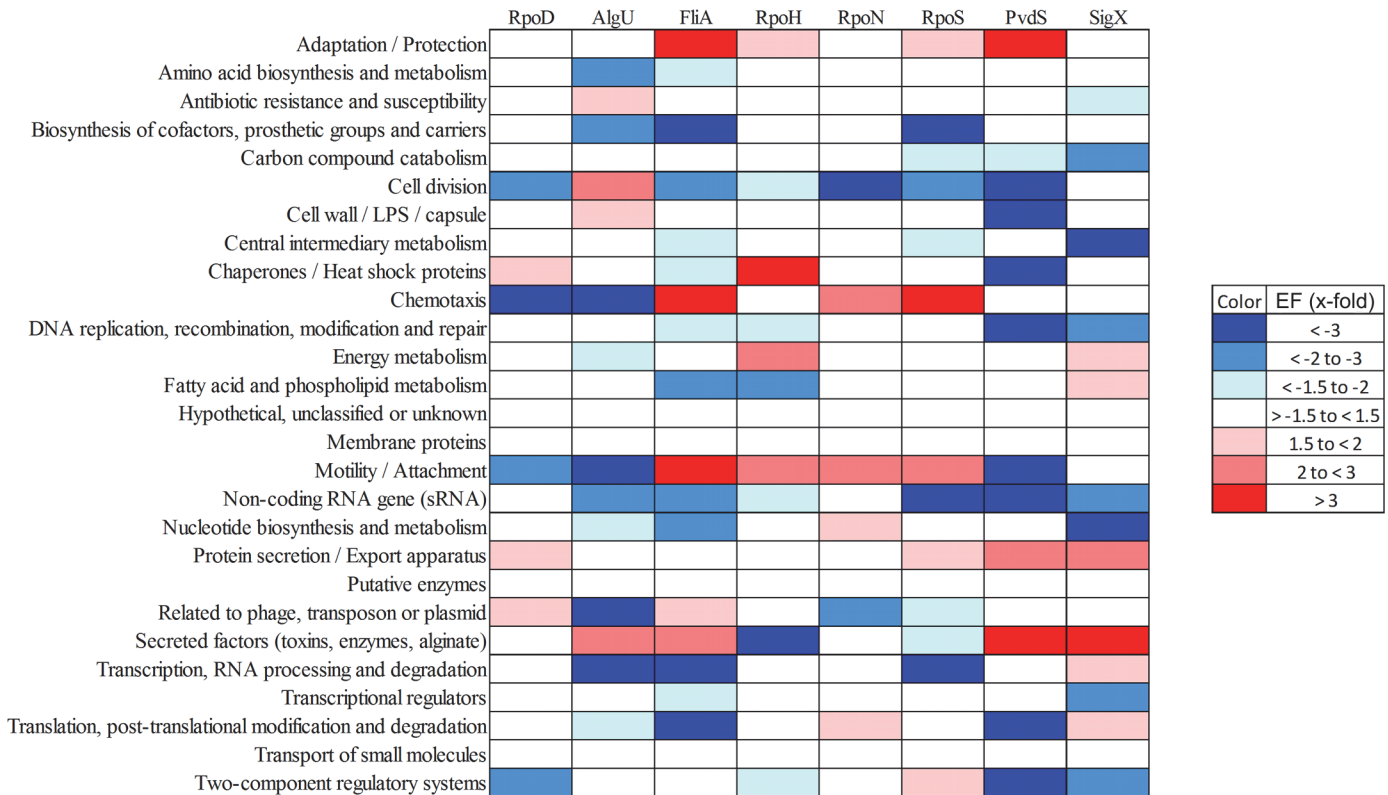 RpoD AlgU FliA RpoH RpoN RpoS PvdS SigX
Adaptation / Protection
Amino acid biosynthesis and metabolism
Antibiotic resistance and susceptibility
Biosynthesis of cofactors, prosthetic groups and carriers
Carbon compound catabolism
Cell division
Cell wall / LPS / capsule
Central intermediary metabolism
Chaperones / Heat shock proteins
Chemotaxis
DNA replication, recombination, modification and repair
Energy metabolism
Fatty acid and phospholipid metabolism
Hypothetical, unclassified or unknown
Membrane proteins
Motility / Attachment
Non-coding RNA gene (sRNA)
Nucleotide biosynthesis and metabolism
Protein secretion / Export apparatus
Putative enzymes
Related to phage, transposon or plasmid
Secreted factors (toxins, enzymes, alginate)
Transcription, RNA processing and degradation
Transcriptional regulators
Translation, post-translational modification and degradation
Transport of small molecules
Two-component regulatory systems
Color EF (x-fold)
< -3
< -2 to -3
< -1.5 to -2
> -1.5 to < 1.5
1.5 to < 2
2 to < 3
> 3